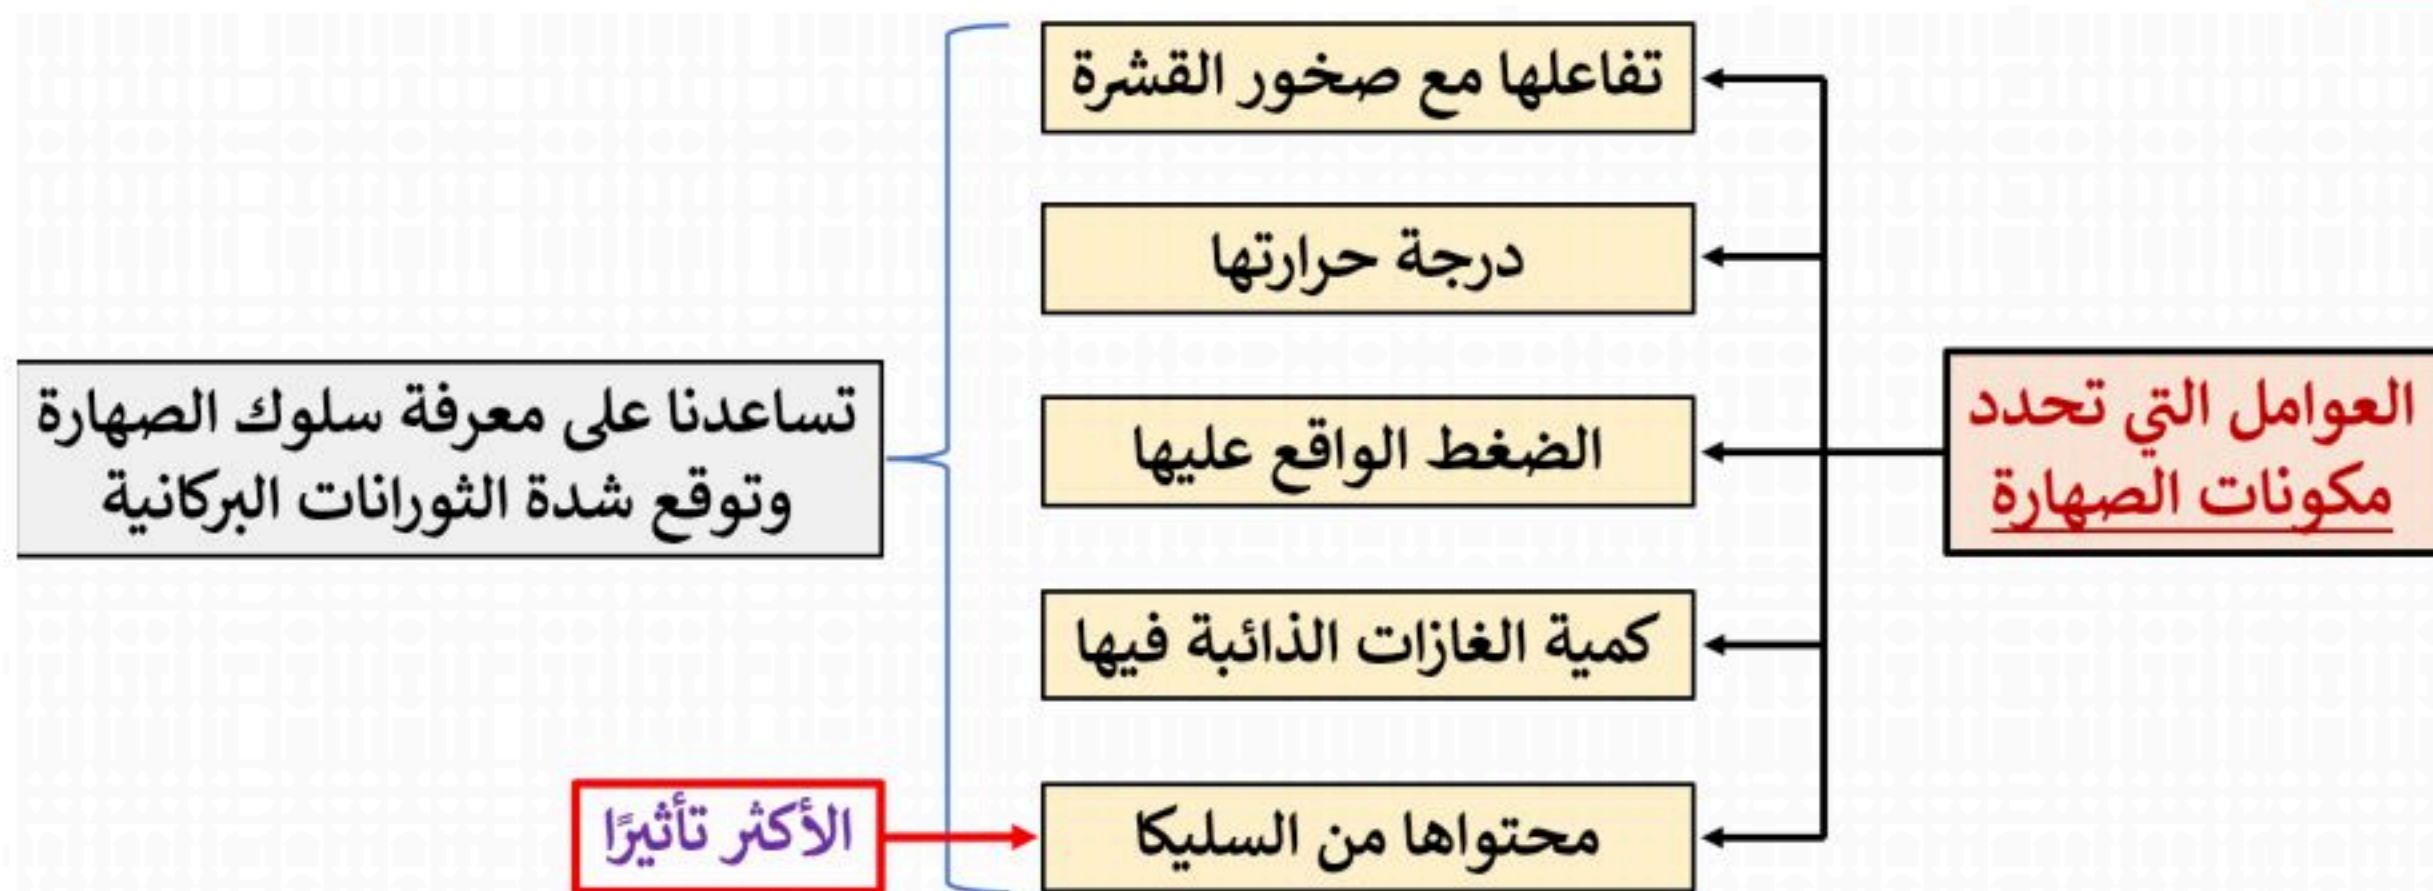 العوامل التي تحدد
مكونات الصهارة
تفاعلها مع صخور القشرة
درجة حرارتها
الضغط الواقع عليها
كمية الغازات الذائبة فيها
محتواها من السليكا
الأكثر تأثيرًا
تساعدنا على معرفة سلوك الصهارة
وتوقع شدة الثورانات البركانية